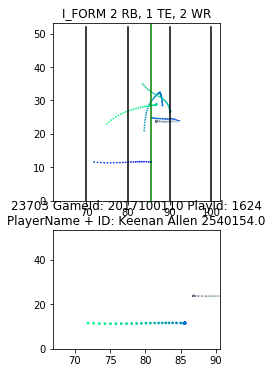 I_FORM 2 RB, 1 TE, 2 WR
50
40
30
20
10
0
70 80 90 100
23703 GameId: 2017100110 PlayId: 1624
PlayerName + ID: Keenan Allen 2540154.0
40
20
0
70 75 80 85 90